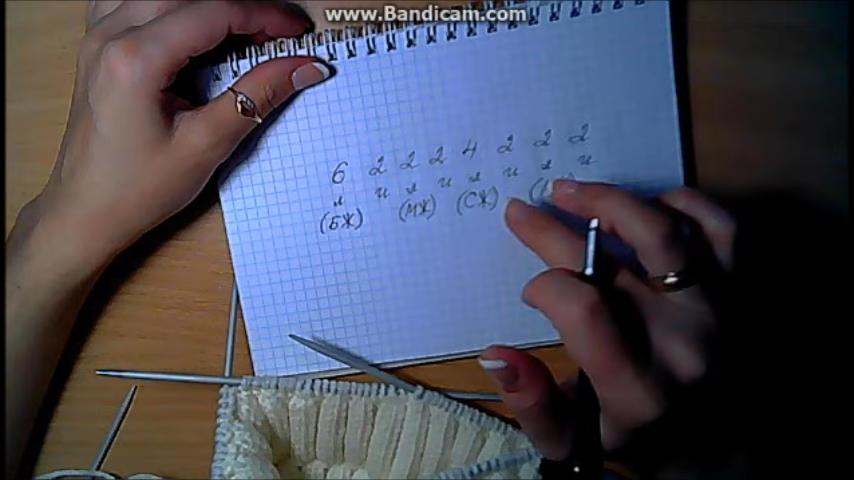 www.Bandicam.com
6 2 2 2 4 2 2 2
л и л и л и л и
(БЖ) (МЖ) (СЖ)